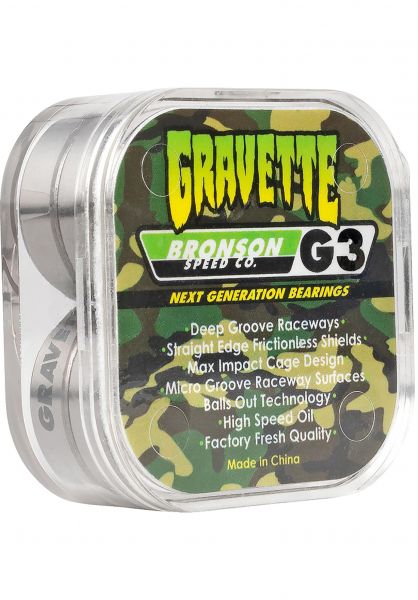 GRAVETTE
BRONSON G3
SPEED CO.
NEXT GENERATION BEARINGS
• Deep Groove Raceways •
• Straight Edge Frictionless Shields •
• Max Impact Cage Design •
• Micro Groove Raceway Surfaces •
• Balls Out Technology •
• High Speed Oil •
• Factory Fresh Quality •
Made in China
GRAVETTE